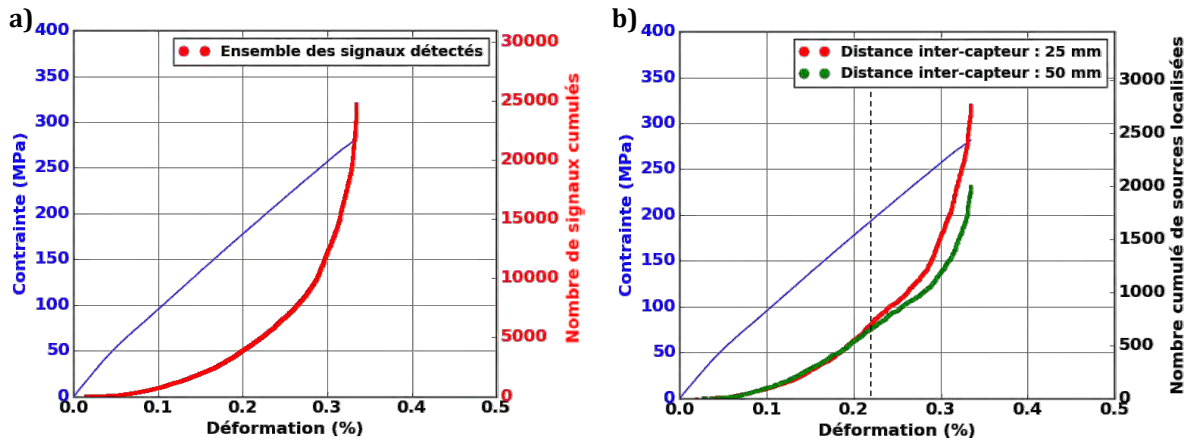 a)
400
350
300
250
200
150
100
50
0
Contrainte (MPa)
Ensemble des signaux détectés
30000
25000
20000
15000
10000
5000
0
Nombre de signaux cumulés
0.0 0.1 0.2 0.3 0.4 0.5
Déformation (%)
b)
400
350
300
250
200
150
100
50
0
Contrainte (MPa)
Distance inter-capteur : 25 mm
Distance inter-capteur : 50 mm
3000
2500
2000
1500
1000
500
0
Nombre cumulé de sources localisées
0.0 0.1 0.2 0.3 0.4 0.5
Déformation (%)